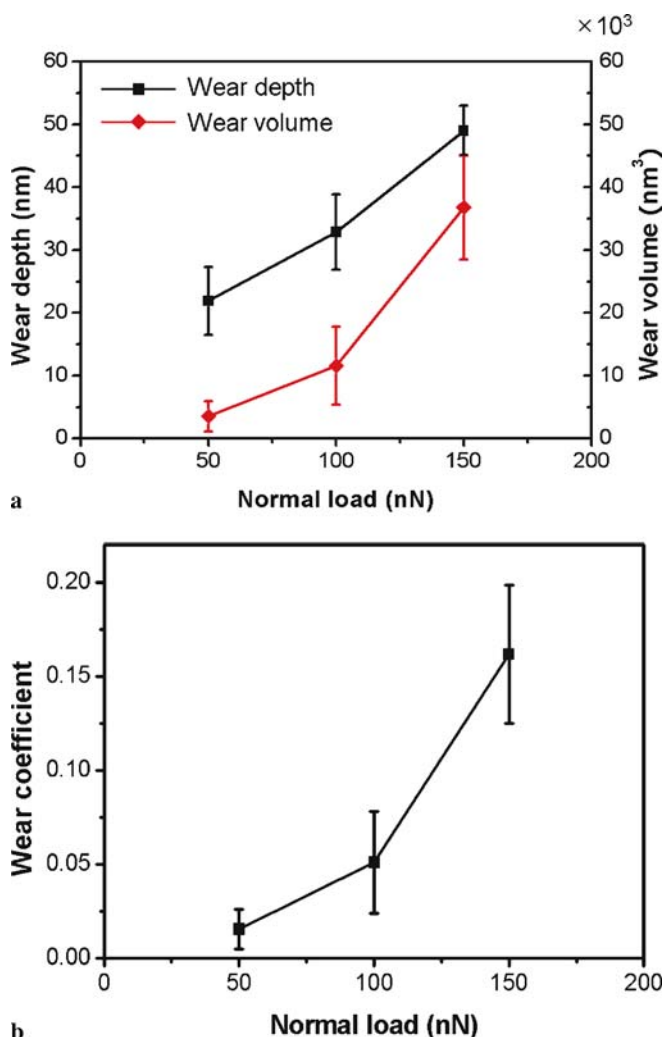 × 10³
60 60
Wear depth
Wear volume
50 50
40 40
30 30
20 20
10 10
0 0
0 50 100 150 200
Wear depth (nm)
Wear volume (nm³)
Normal load (nN)
a
0.20
0.15
0.10
0.05
0.00
0 50 100 150 200
Wear coefficient
Normal load (nN)
b